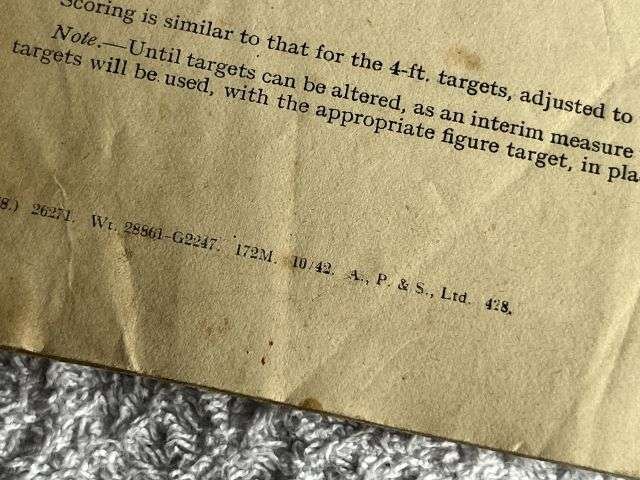 Scoring is similar to that for the 4-ft. targets, adjusted to
Note.—Until targets can be altered, as an interim measure
targets will be used, with the appropriate figure target, in pla
8.) 26271. Wt. 28861–G2247. 172M. 10/42. A., P. & S., Ltd. 428.